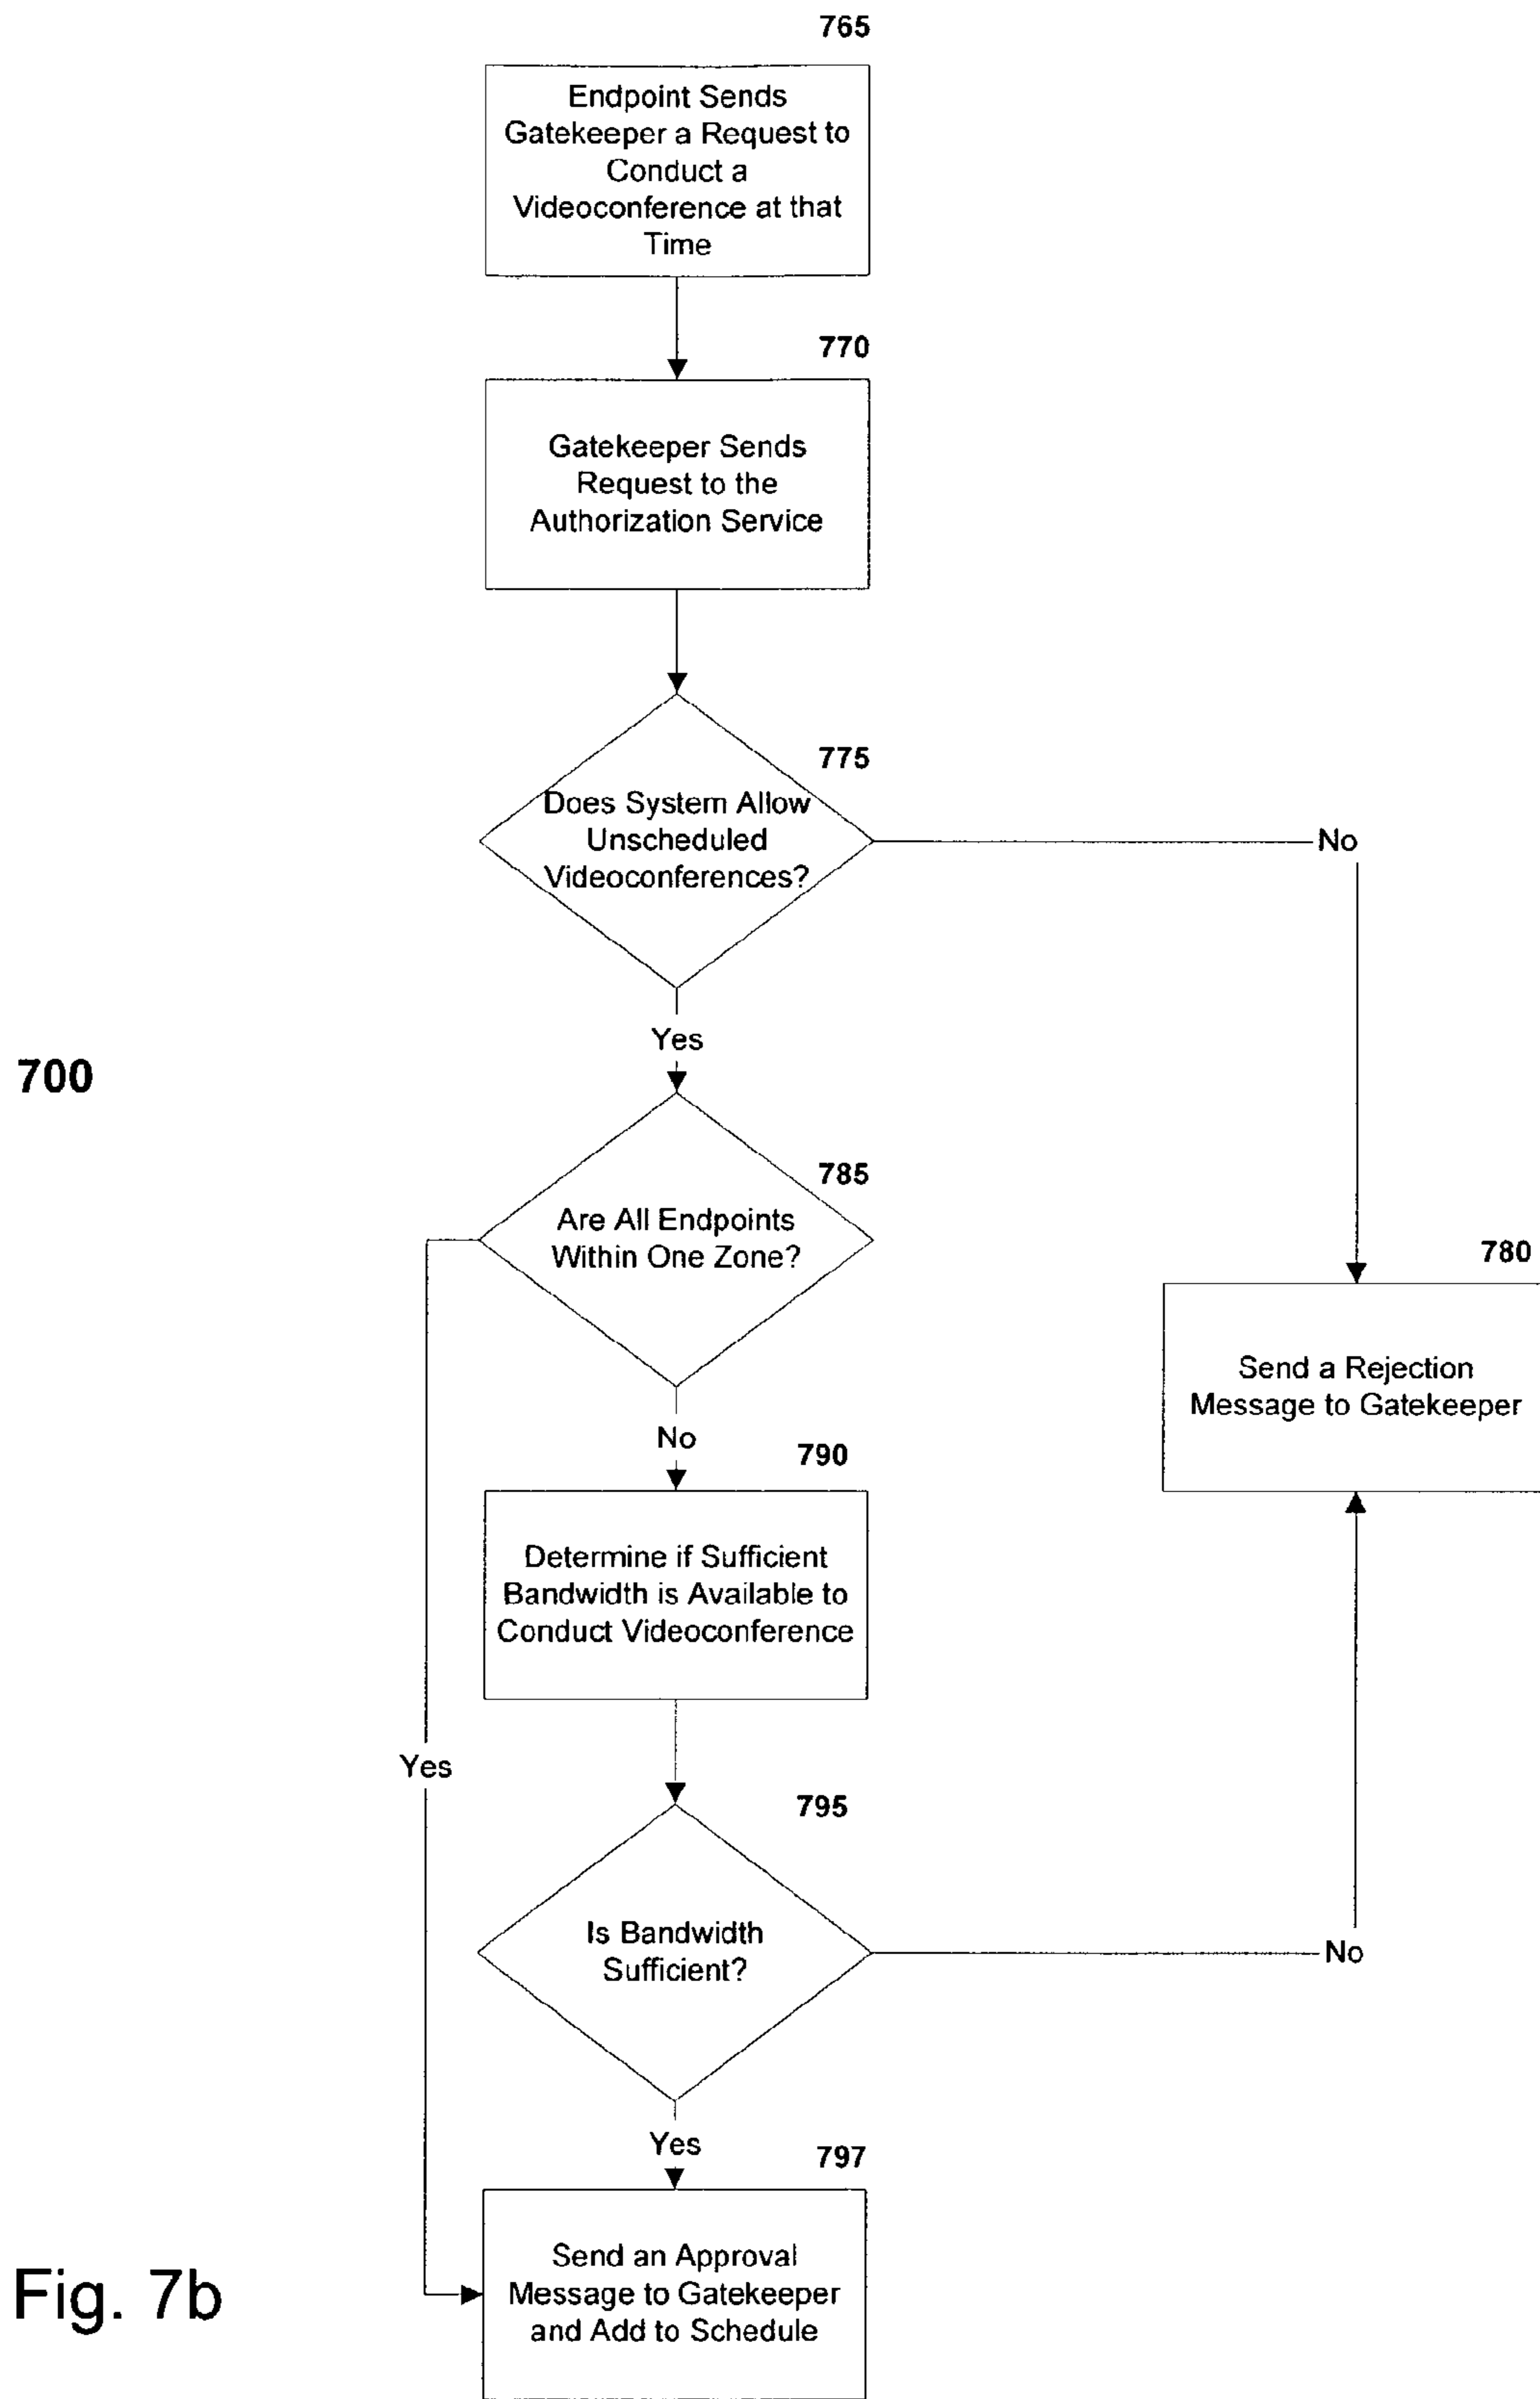 765
Endpoint Sends
Gatekeeper a Request to
Conduct a
Videoconference at that
Time
770
Gatekeeper Sends
Request to the
Authorization Service
775
Does System Allow
Unscheduled
Videoconferences?
No
Yes
700
785
Are All Endpoints
Within One Zone?
780
Send a Rejection
Message to Gatekeeper
No
790
Determine if Sufficient
Bandwidth is Available to
Conduct Videoconference
Yes
795
Is Bandwidth
Sufficient?
No
Yes
797
Send an Approval
Message to Gatekeeper
and Add to Schedule
Fig. 7b